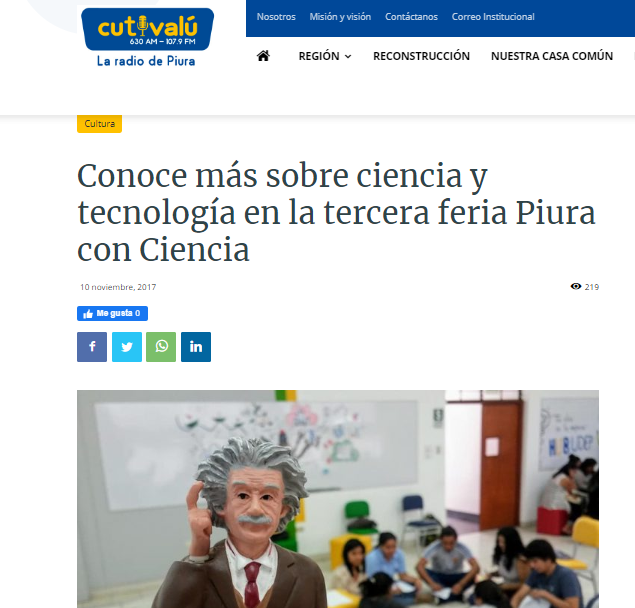 cutivalú
630 AM – 107.9 FM
La radio de Piura
Nosotros Misión y visión Contáctanos Correo Institucional
REGIÓN RECONSTRUCCIÓN NUESTRA CASA COMÚN
Cultura
Conoce más sobre ciencia y
tecnología en la tercera feria Piura
con Ciencia
10 noviembre, 2017 219
Me gusta 0